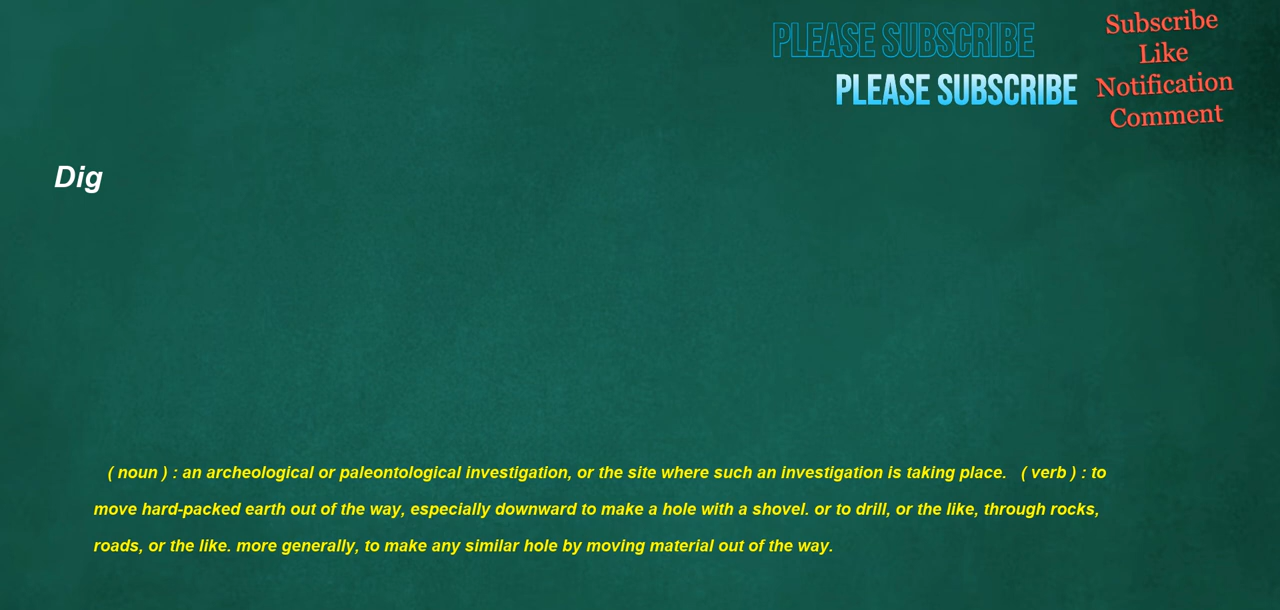 PLEASE SUBSCRIBE
PLEASE SUBSCRIBE
Subscribe
Like
Notification
Comment
Dig
( noun ) : an archeological or paleontological investigation, or the site where such an investigation is taking place. ( verb ) : to
move hard-packed earth out of the way, especially downward to make a hole with a shovel. or to drill, or the like, through rocks,
roads, or the like. more generally, to make any similar hole by moving material out of the way.